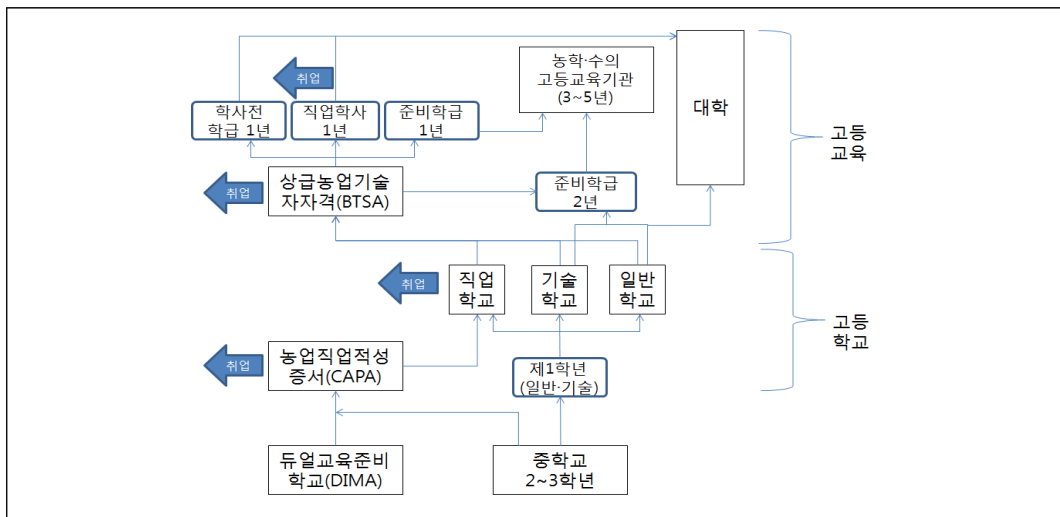 농학·수의
고등교육기관
(3~5년)
대학
취업
학사전
학급 1년
직업학사
1년
준비학급
1년
고등
교육
취업
상급농업기술
자자격(BTSA)
준비학급
2년
취업
직업
학교
기술
학교
일반
학교
고등
학교
취업
농업직업적성
증서(CAPA)
제1학년
(일반·기술)
듀얼교육준비
학교(DIMA)
중학교
2~3학년